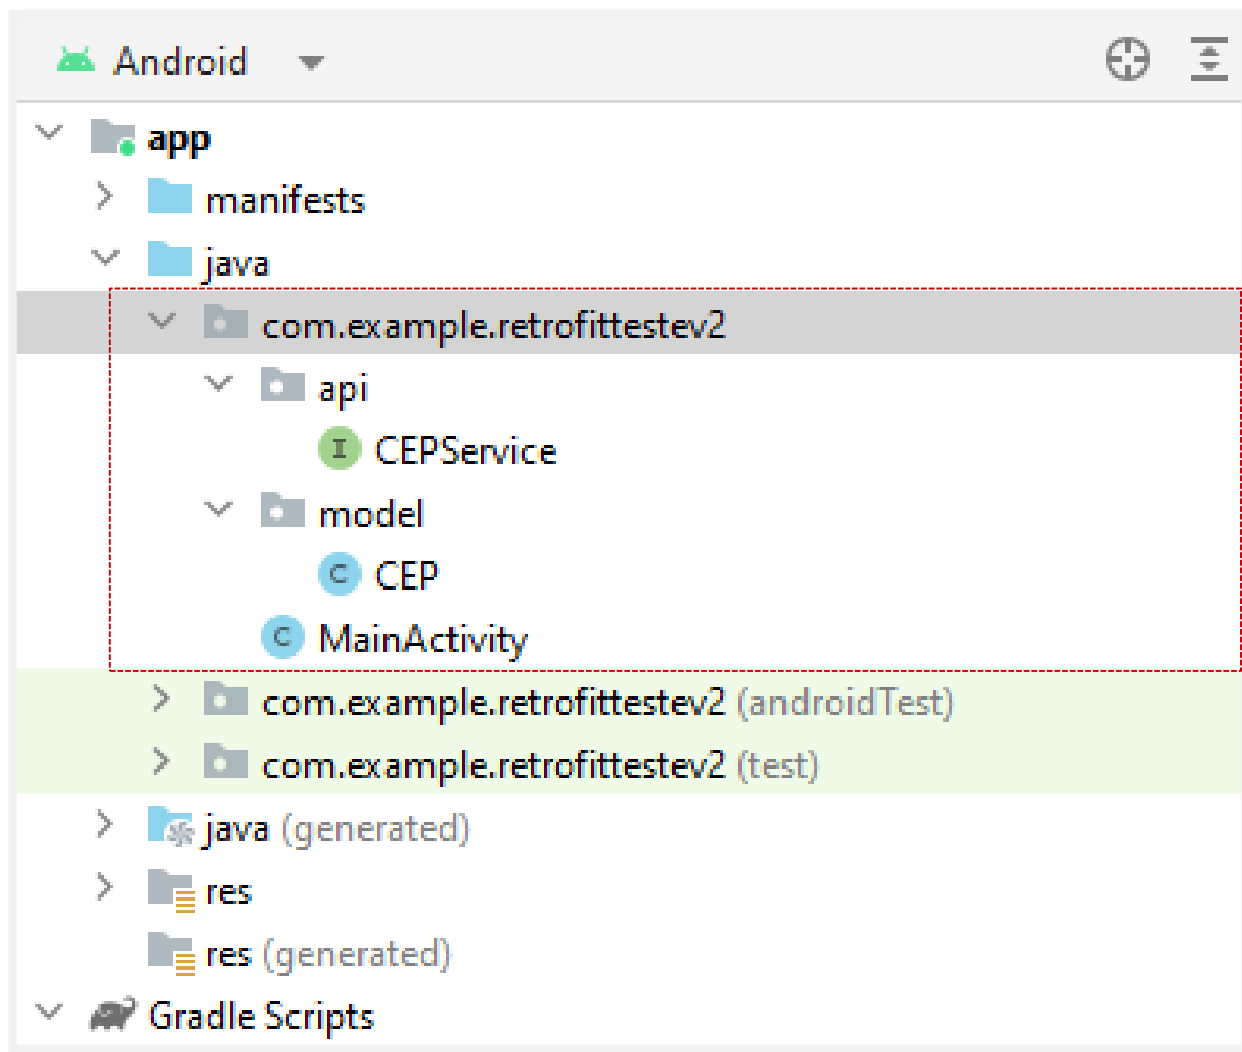 Android
app
manifests
java
com.example.retrofittestev2
api
I CEPService
model
C CEP
C MainActivity
com.example.retrofittestev2 (androidTest)
com.example.retrofittestev2 (test)
java (generated)
res
res (generated)
Gradle Scripts